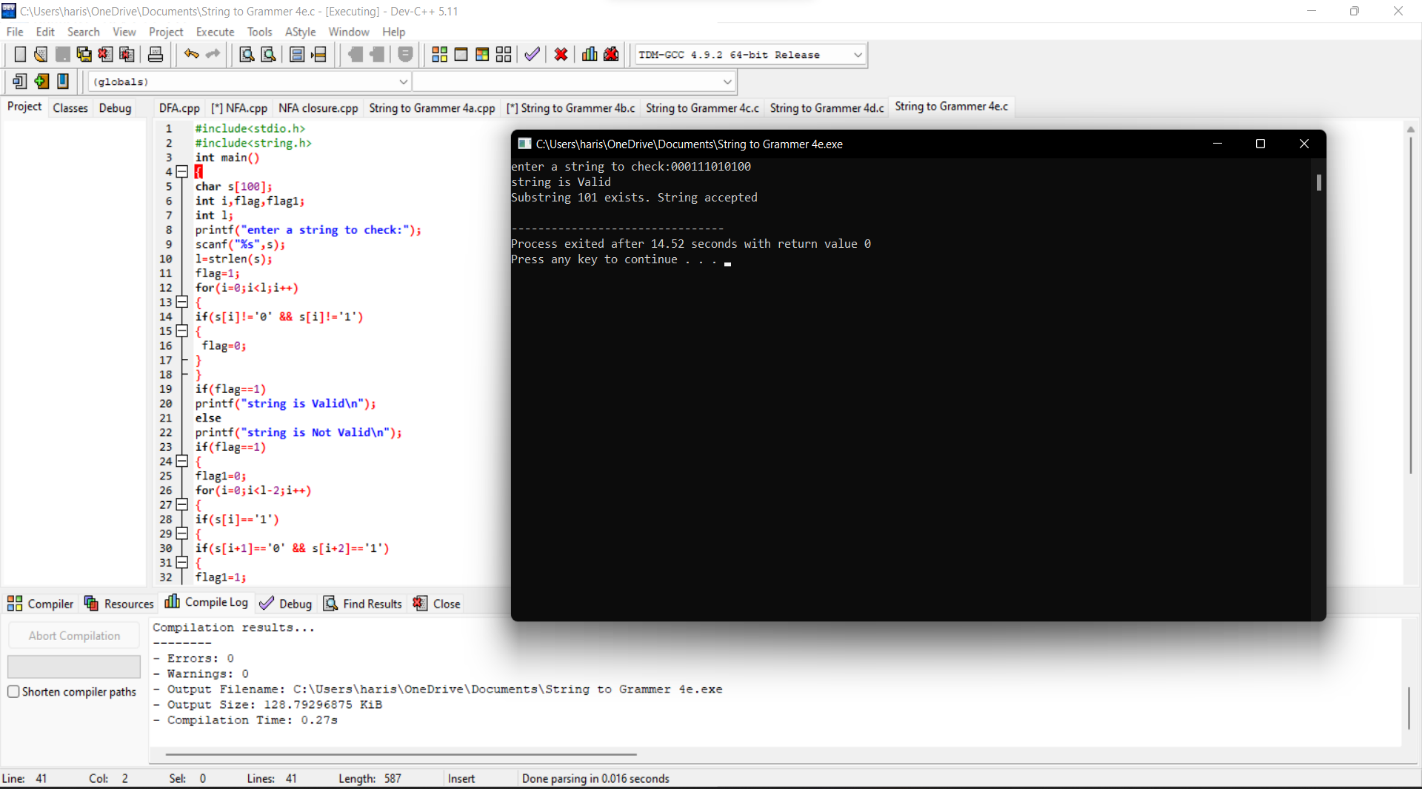 C:\Users\haris\OneDrive\Documents\String to Grammer 4e.c - [Executing] - Dev-C++ 5.11
File Edit Search View Project Execute Tools AStyle Window Help
TDM-GCC 4.9.2 64-bit Release
(globals)
Project Classes Debug
DFA.cpp [*] NFA.cpp NFA closure.cpp String to Grammer 4a.cpp [*] String to Grammer 4b.c String to Grammer 4c.c String to Grammer 4d.c String to Grammer 4e.c
1 #include<stdio.h>
2 #include<string.h>
3 int main()
4 {
5 char s[100];
6 int i,flag,flag1;
7 int l;
8 printf("enter a string to check:");
9 scanf("%s",s);
10 l=strlen(s);
11 flag=1;
12 for(i=0;i<l;i++)
13 {
14 if(s[i]!='0' && s[i]!='1')
15 {
16 flag=0;
17 }
18 }
19 if(flag==1)
20 printf("string is Valid\n");
21 else
22 printf("string is Not Valid\n");
23 if(flag==1)
24 {
25 flag1=0;
26 for(i=0;i<l-2;i++)
27 {
28 if(s[i]=='1')
29 {
30 if(s[i+1]=='0' && s[i+2]=='1')
31 {
32 flag1=1;
C:\Users\haris\OneDrive\Documents\String to Grammer 4e.exe
enter a string to check:000111010100
string is Valid
Substring 101 exists. String accepted
--------------------------------
Process exited after 14.52 seconds with return value 0
Press any key to continue . . .
Compiler Resources Compile Log Debug Find Results Close
Abort Compilation
Shorten compiler paths
Compilation results...
--------
- Errors: 0
- Warnings: 0
- Output Filename: C:\Users\haris\OneDrive\Documents\String to Grammer 4e.exe
- Output Size: 128.79296875 KiB
- Compilation Time: 0.27s
Line: 41 Col: 2 Sel: 0 Lines: 41 Length: 587 Insert Done parsing in 0.016 seconds